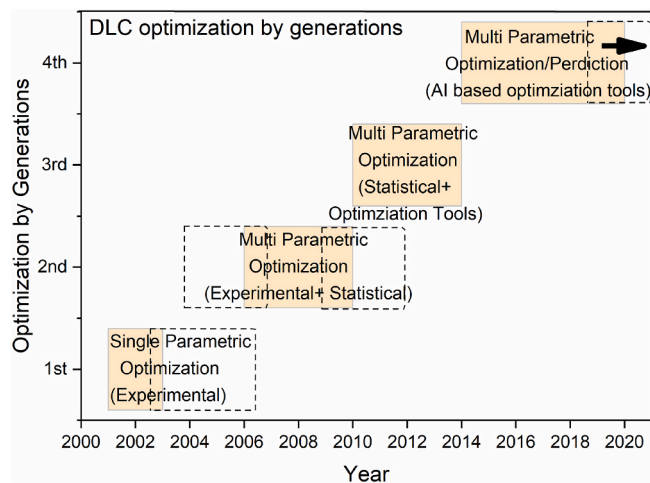 DLC optimization by generations
Optimization by Generations
4th
Multi Parametric
Optimization/Perdiction
(AI based optimziation tools)
3rd
Multi Parametric
Optimization
(Statistical+
Optimziation Tools)
2nd
Multi Parametric
Optimization
(Experimental+ Statistical)
1st
Single Parametric
Optimization
(Experimental)
2000 2002 2004 2006 2008 2010 2012 2014 2016 2018 2020
Year